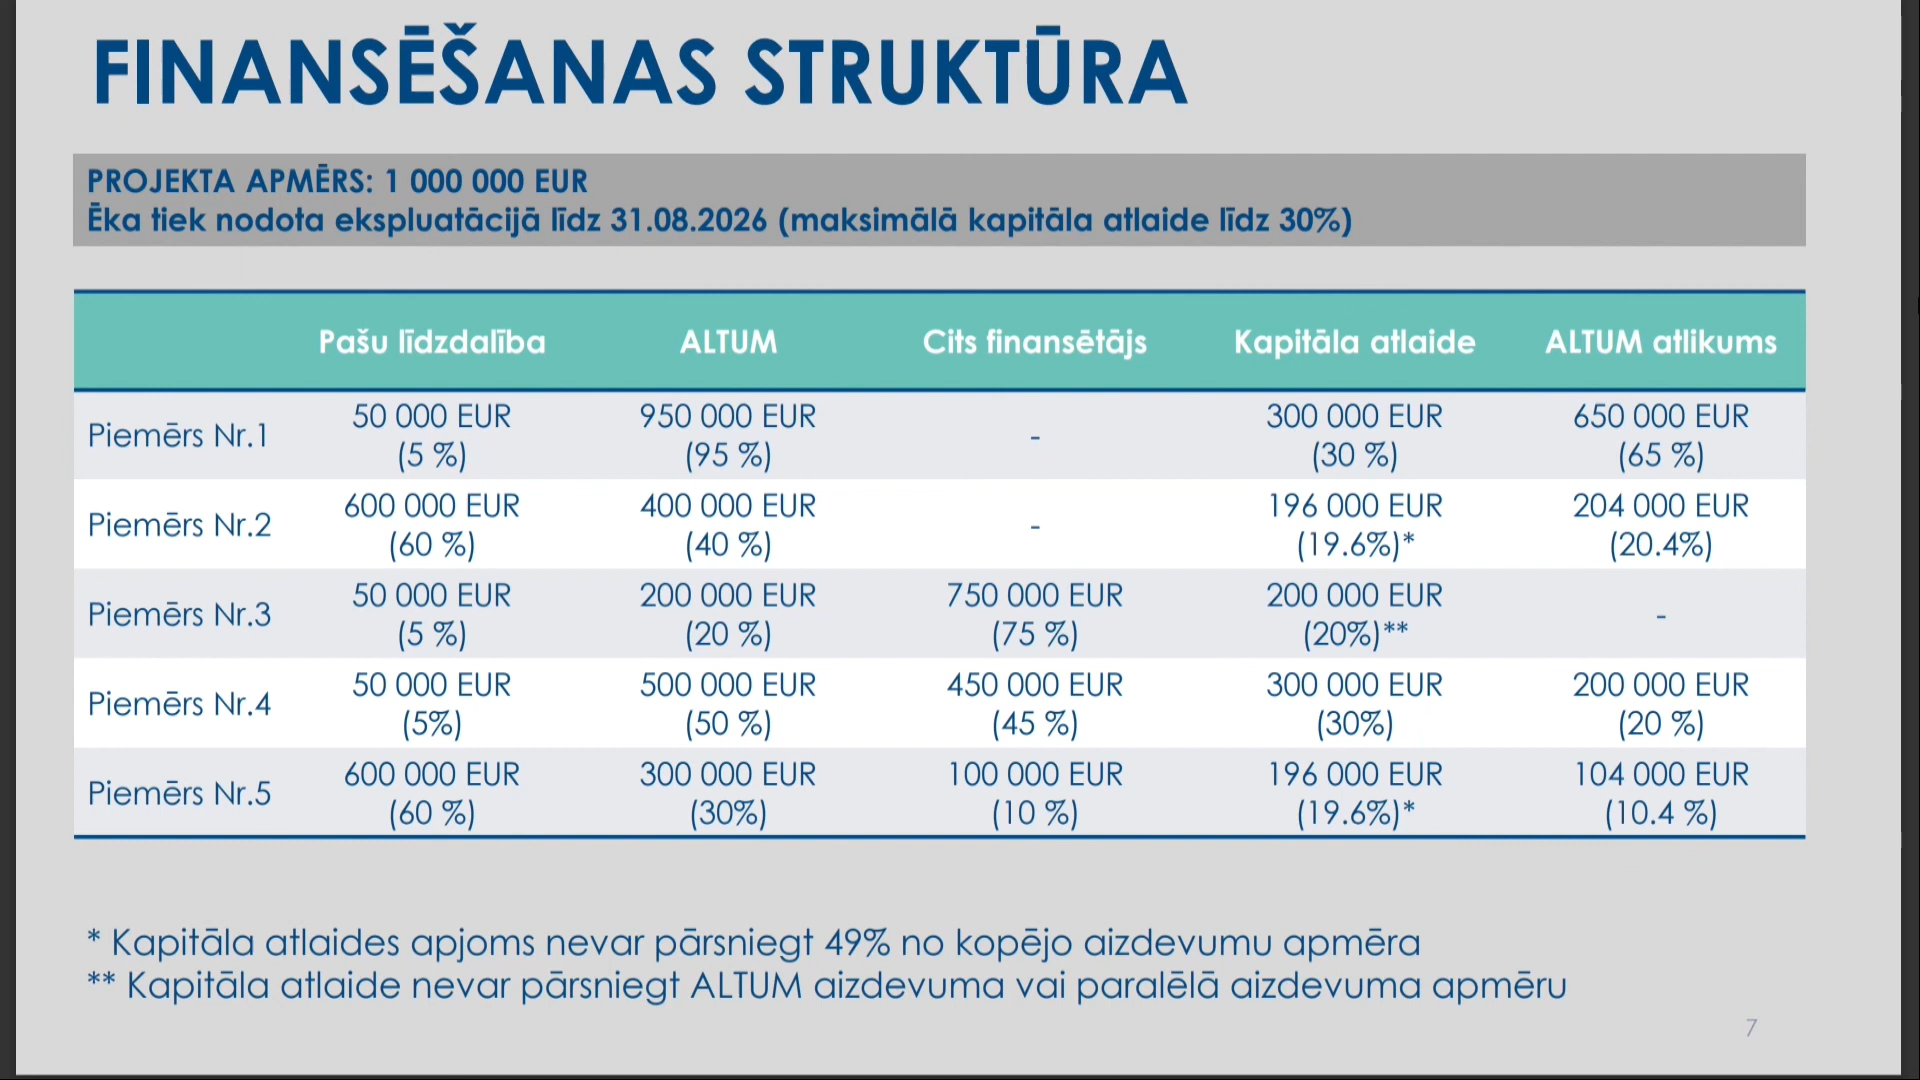 FINANSĒŠANAS STRUKTŪRA
PROJEKTA APMĒRS: 1 000 000 EUR
Ēka tiek nodota ekspluatācijā līdz 31.08.2026 (maksimālā kapitāla atlaide līdz 30%)
Pašu līdzdalība ALTUM Cits finansētājs Kapitāla atlaide ALTUM atlikums
Piemērs Nr.1 50 000 EUR 950 000 EUR - 300 000 EUR 650 000 EUR
(5 %) (95 %) (30 %) (65 %)
Piemērs Nr.2 600 000 EUR 400 000 EUR - 196 000 EUR 204 000 EUR
(60 %) (40 %) (19.6%)* (20.4%)
Piemērs Nr.3 50 000 EUR 200 000 EUR 750 000 EUR 200 000 EUR -
(5 %) (20 %) (75 %) (20%)**
Piemērs Nr.4 50 000 EUR 500 000 EUR 450 000 EUR 300 000 EUR 200 000 EUR
(5%) (50 %) (45 %) (30%) (20 %)
Piemērs Nr.5 600 000 EUR 300 000 EUR 100 000 EUR 196 000 EUR 104 000 EUR
(60 %) (30%) (10 %) (19.6%)* (10.4 %)
* Kapitāla atlaides apjoms nevar pārsniegt 49% no kopējo aizdevumu apmēra
** Kapitāla atlaide nevar pārsniegt ALTUM aizdevuma vai paralēlā aizdevuma apmēru
7